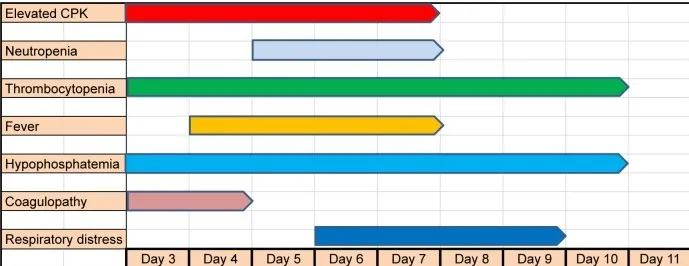 Elevated CPK
Neutropenia
Thrombocytopenia
Fever
Hypophosphatemia
Coagulopathy
Respiratory distress
Day 3 Day 4 Day 5 Day 6 Day 7 Day 8 Day 9 Day 10 Day 11